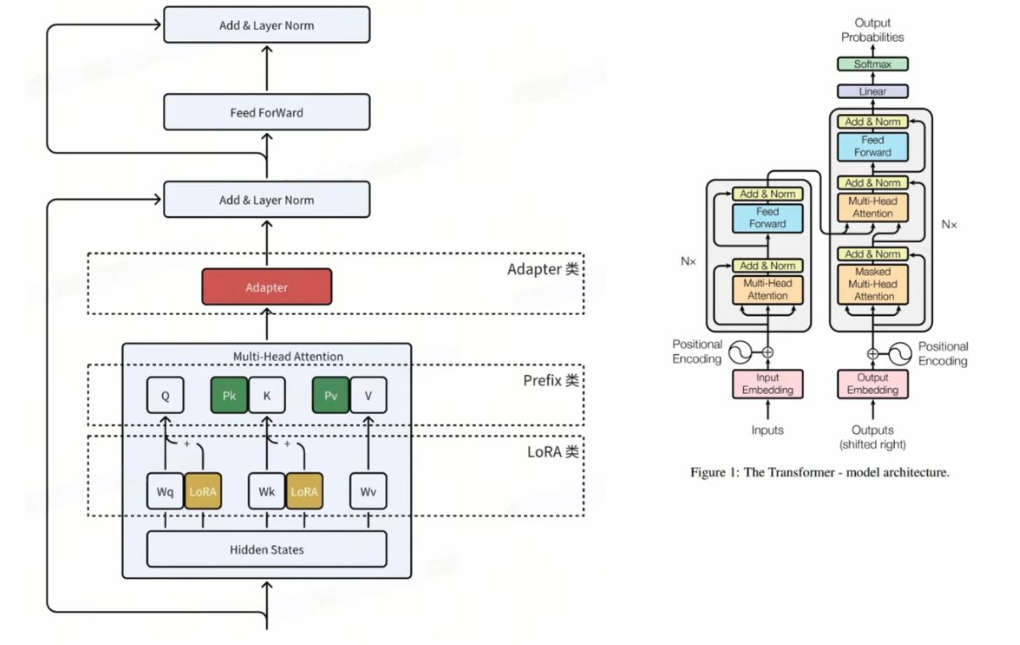 Add & Layer Norm
Feed ForWard
Add & Layer Norm
Adapter 类
Adapter
Multi-Head Attention
Prefix 类
Q
Pk
K
Pv
V
LoRA 类
+
+
Wq
LoRA
Wk
LoRA
Wv
Hidden States
Output
Probabilities
Softmax
Linear
Add & Norm
Feed
Forward
Add & Norm
Multi-Head
Attention
Nx
Add & Norm
Masked
Multi-Head
Attention
Add & Norm
Feed
Forward
Nx
Add & Norm
Multi-Head
Attention
Positional
Encoding
Positional
Encoding
Input
Embedding
Output
Embedding
Inputs
Outputs
(shifted right)
Figure 1: The Transformer - model architecture.